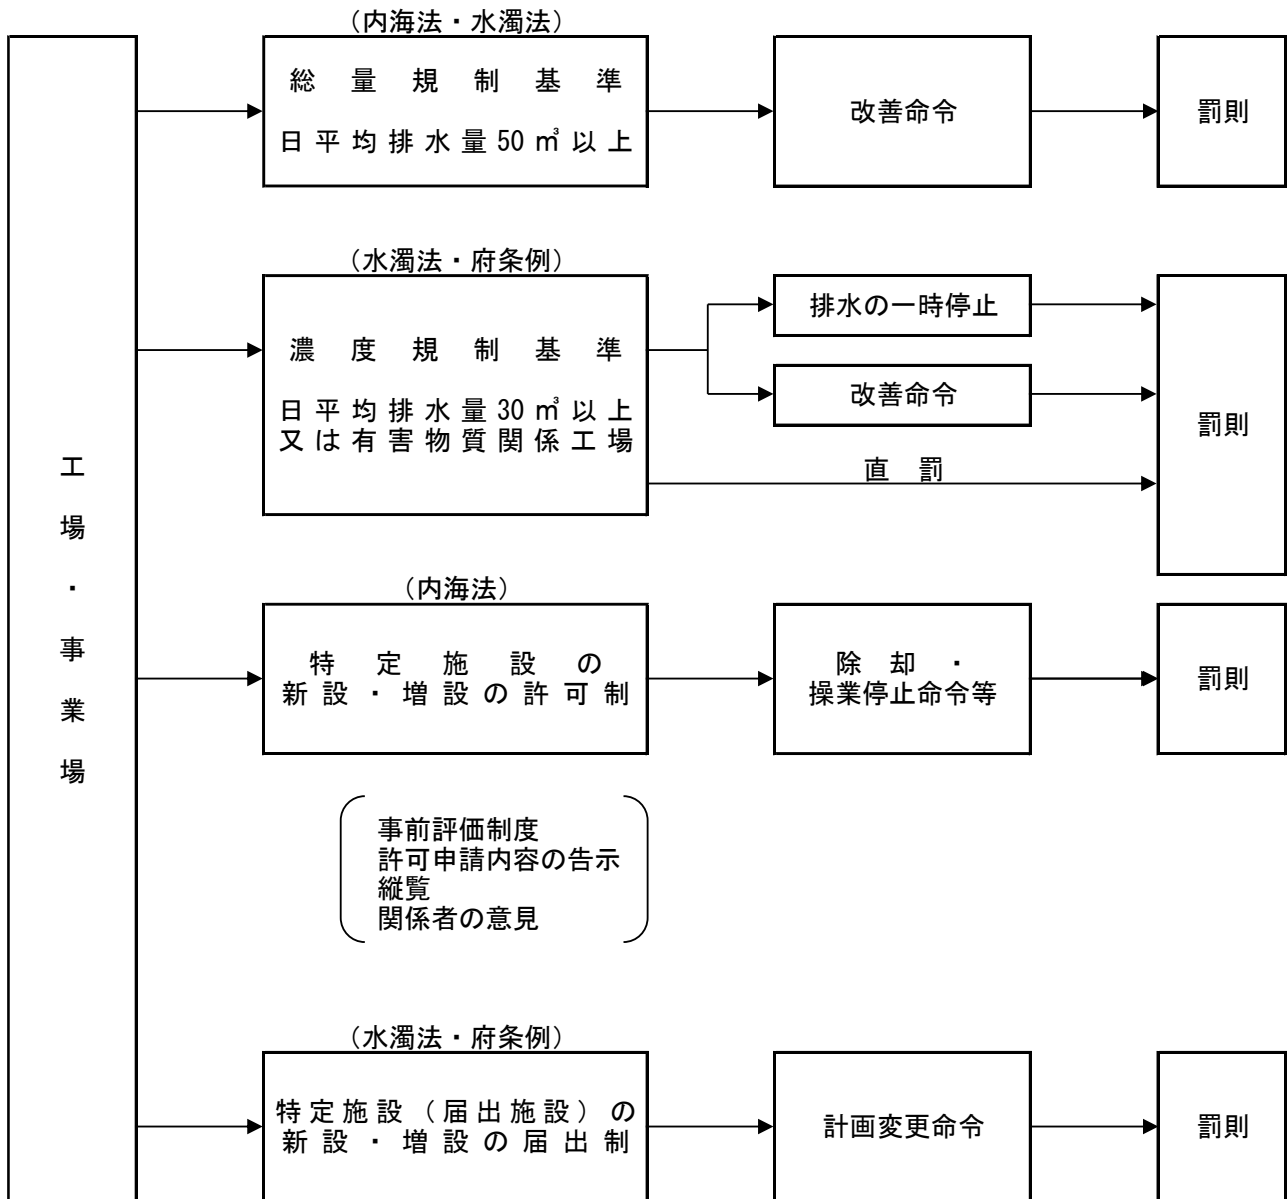 工場・事業場
（内海法・水濁法）
総量規制基準
日平均排水量50㎥以上
改善命令
罰則
（水濁法・府条例）
濃度規制基準
日平均排水量30㎥以上
又は有害物質関係工場
排水の一時停止
改善命令
直罰
罰則
（内海法）
特定施設の
新設・増設の許可制
除却・
操業停止命令等
罰則
事前評価制度
許可申請内容の告示
縦覧
関係者の意見
（水濁法・府条例）
特定施設（届出施設）の
新設・増設の届出制
計画変更命令
罰則